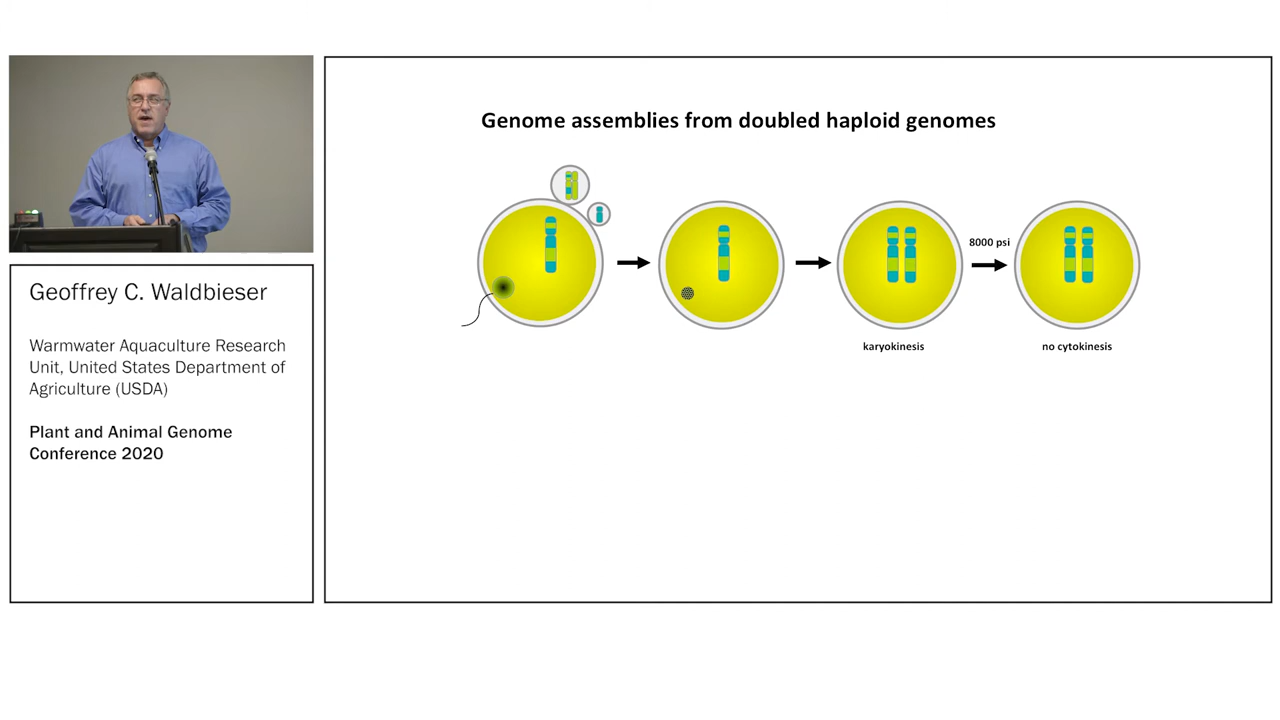 Genome assemblies from doubled haploid genomes
8000 psi
karyokinesis
no cytokinesis
Geoffrey C. Waldbieser
Warmwater Aquaculture Research
Unit, United States Department of
Agriculture (USDA)
Plant and Animal Genome
Conference 2020